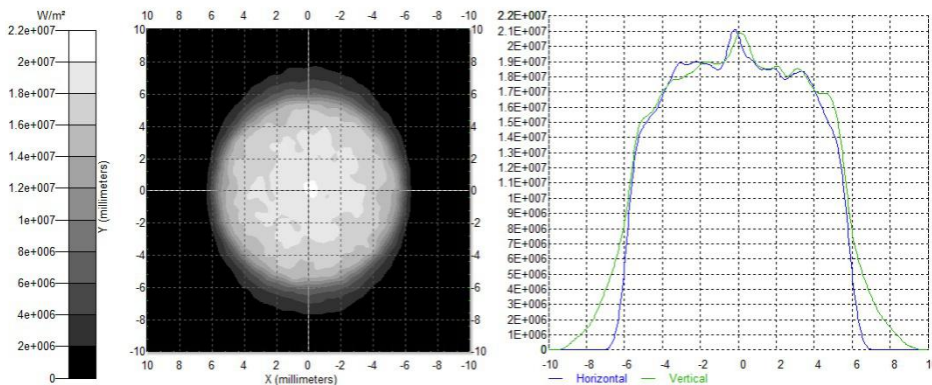 W/m²
2.2e+007
2e+007
1.8e+007
1.6e+007
1.4e+007
1.2e+007
1e+007
8e+006
6e+006
4e+006
2e+006
0
10 8 6 4 2 0 -2 -4 -6 -8 -10
10
8
6
4
2
0
-2
-4
-6
-8
-10
Y (millimeters)
10
8
6
4
2
0
-2
-4
-6
-8
-10
10 8 6 4 2 0 -2 -4 -6 -8 -10
X (millimeters)
2.2E+007
2.1E+007
2E+007
1.9E+007
1.8E+007
1.7E+007
1.6E+007
1.5E+007
1.4E+007
1.3E+007
1.2E+007
1.1E+007
1E+007
9E+006
8E+006
7E+006
6E+006
5E+006
4E+006
3E+006
2E+006
1E+006
0
-10 -8 -6 -4 -2 0 2 4 6 8 1
Horizontal Vertical